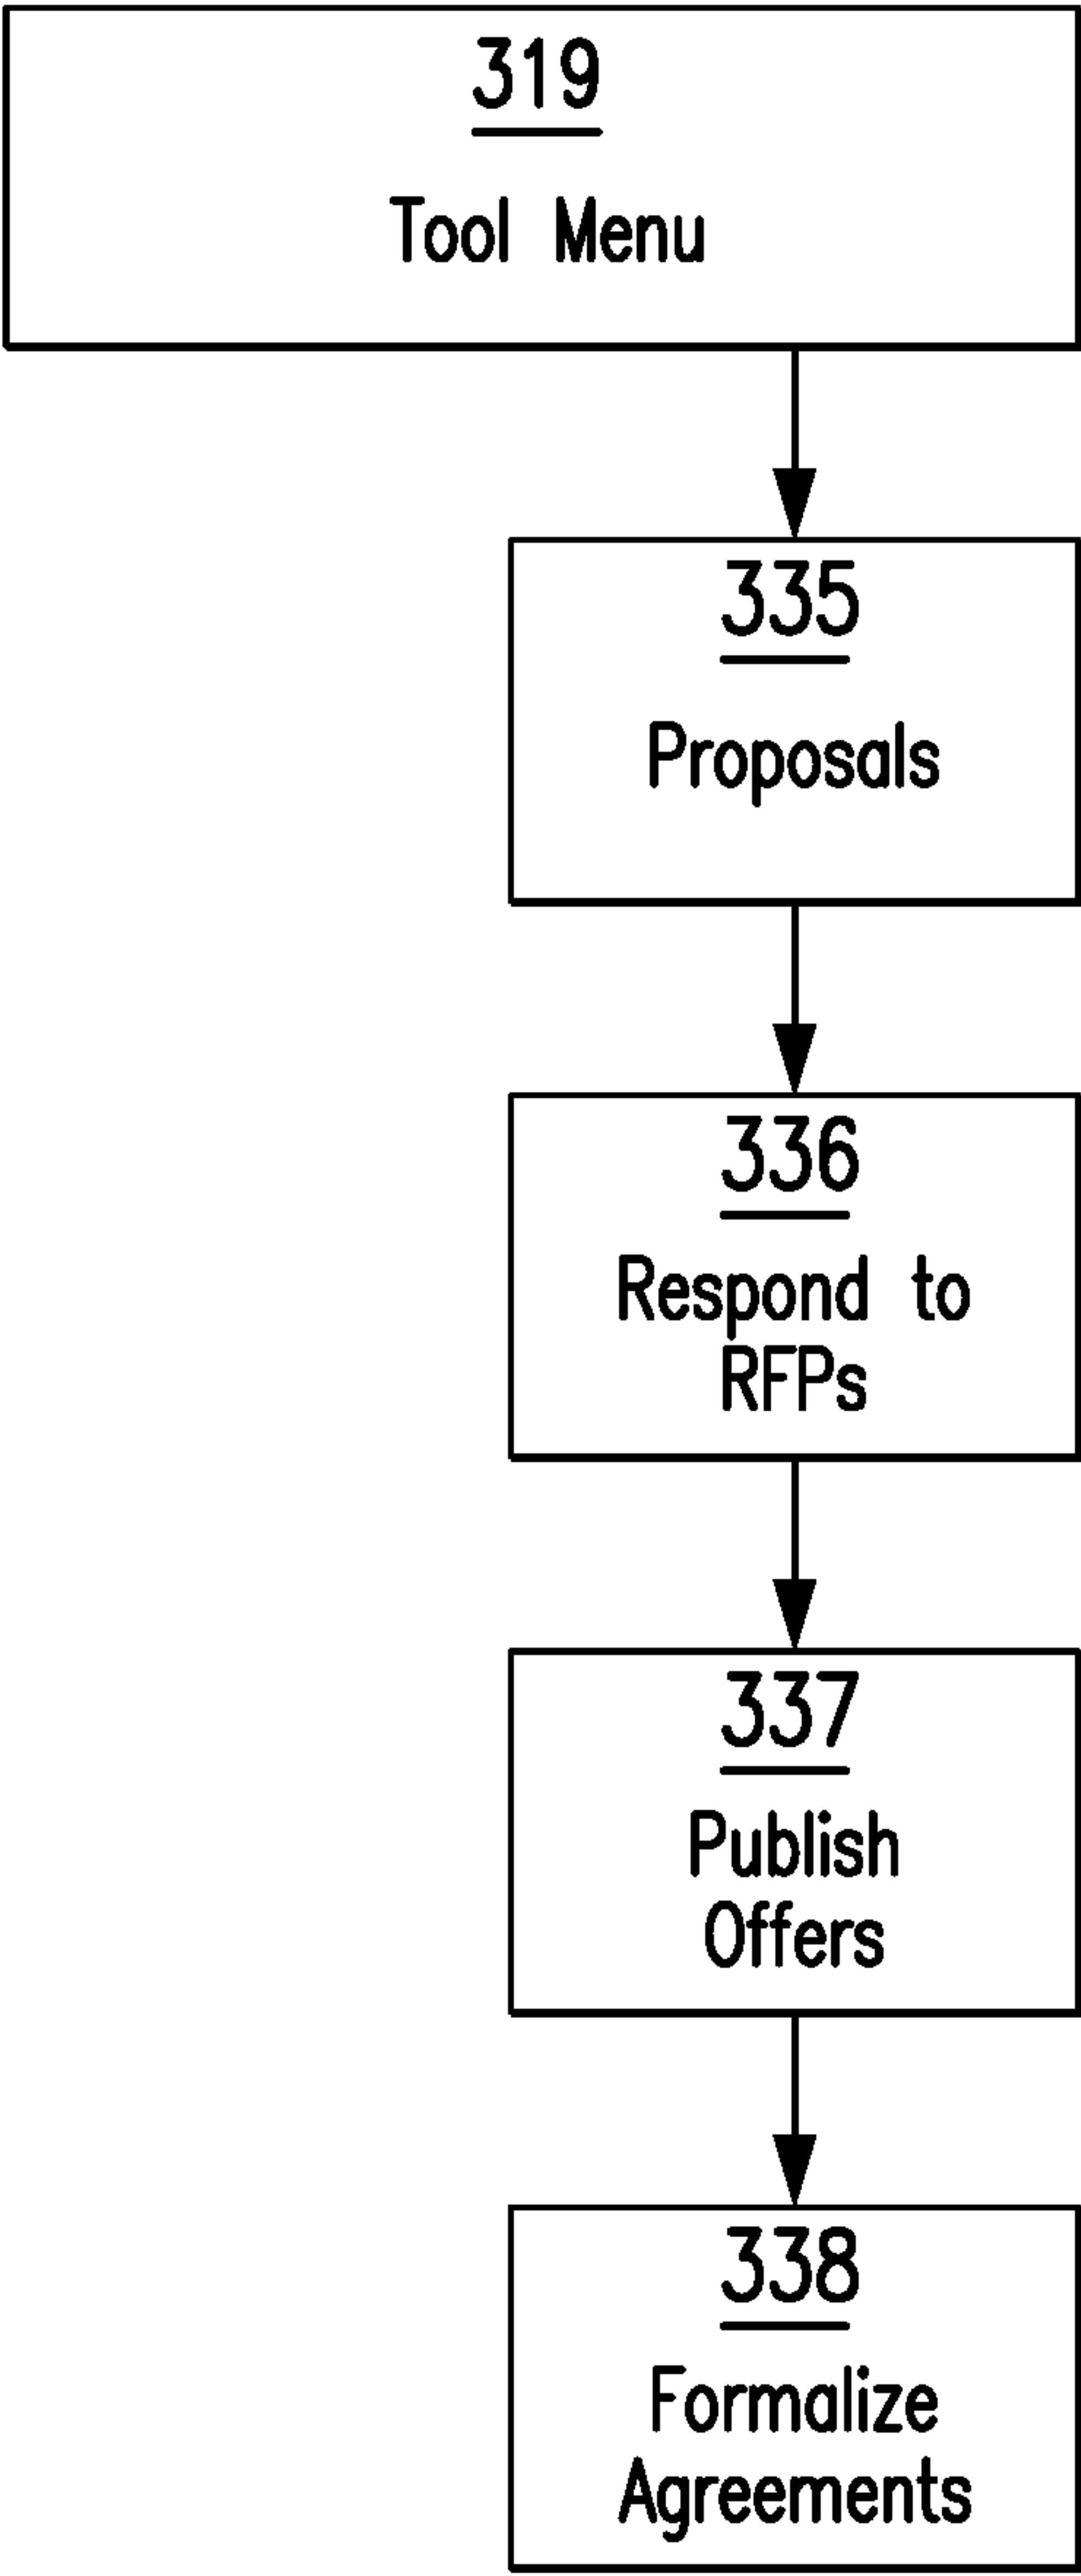 319
Tool Menu
335
Proposals
336
Respond to
RFPs
337
Publish
Offers
338
Formalize
Agreements